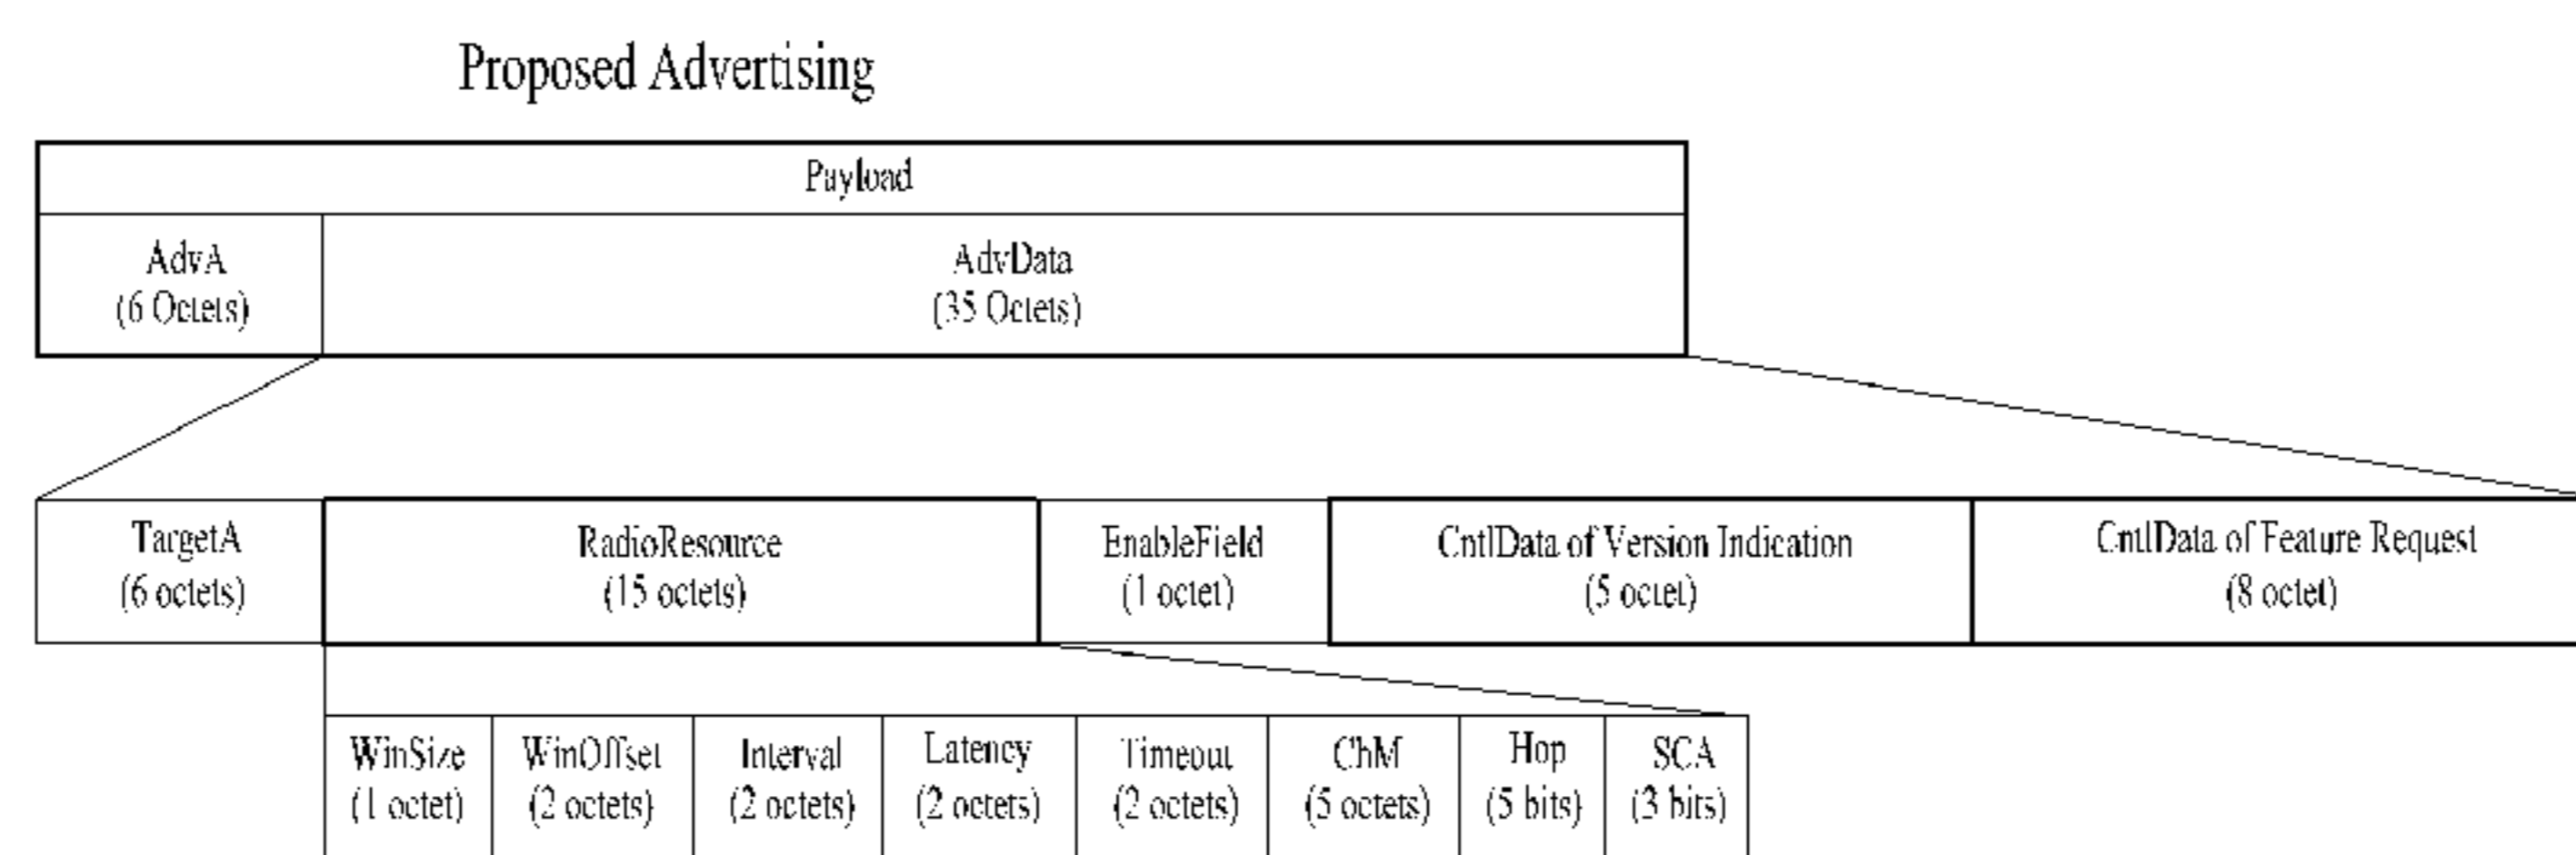 Proposed Advertising
Payload
AdvA
(6 Octets)
AdvData
(35 Octets)
TargetA
(6 octets)
RadioResource
(15 octets)
EnableField
(1 octet)
CntlData of Version Indication
(5 octet)
CntlData of Feature Request
(8 octet)
WinSize
(1 octet)
WinOffset
(2 octets)
Interval
(2 octets)
Latency
(2 octets)
Timeout
(2 octets)
ChM
(5 octets)
Hop
(5 bits)
SCA
(3 bits)